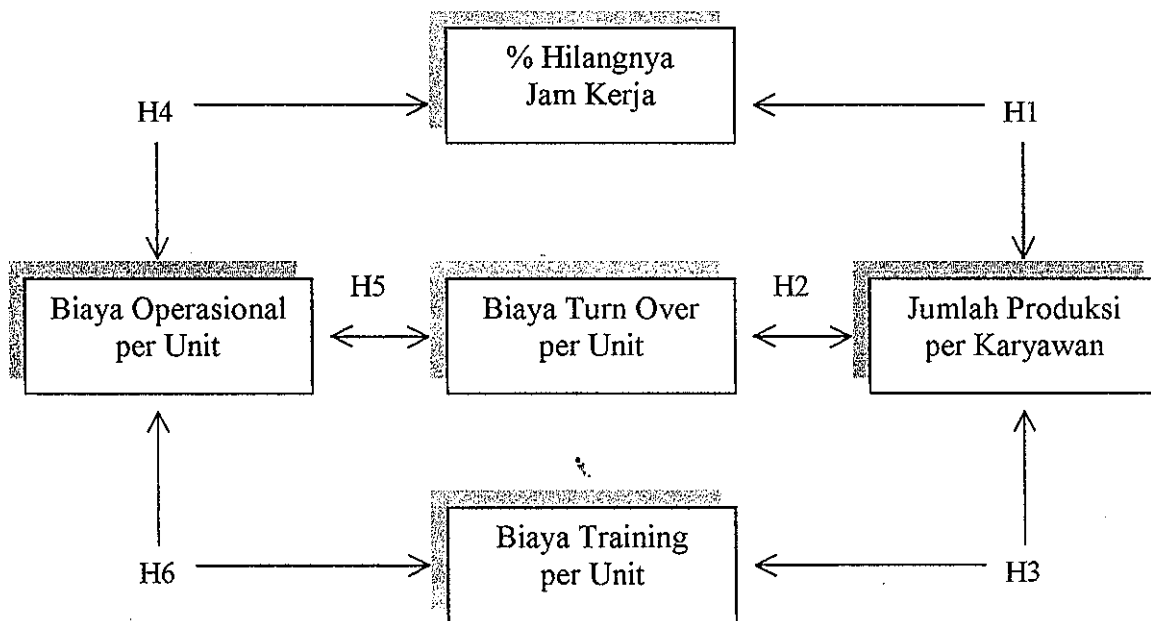 % Hilangnya
Jam Kerja
H4
H1
Biaya Operasional
per Unit
H5
Biaya Turn Over
per Unit
H2
Jumlah Produksi
per Karyawan
H6
Biaya Training
per Unit
H3